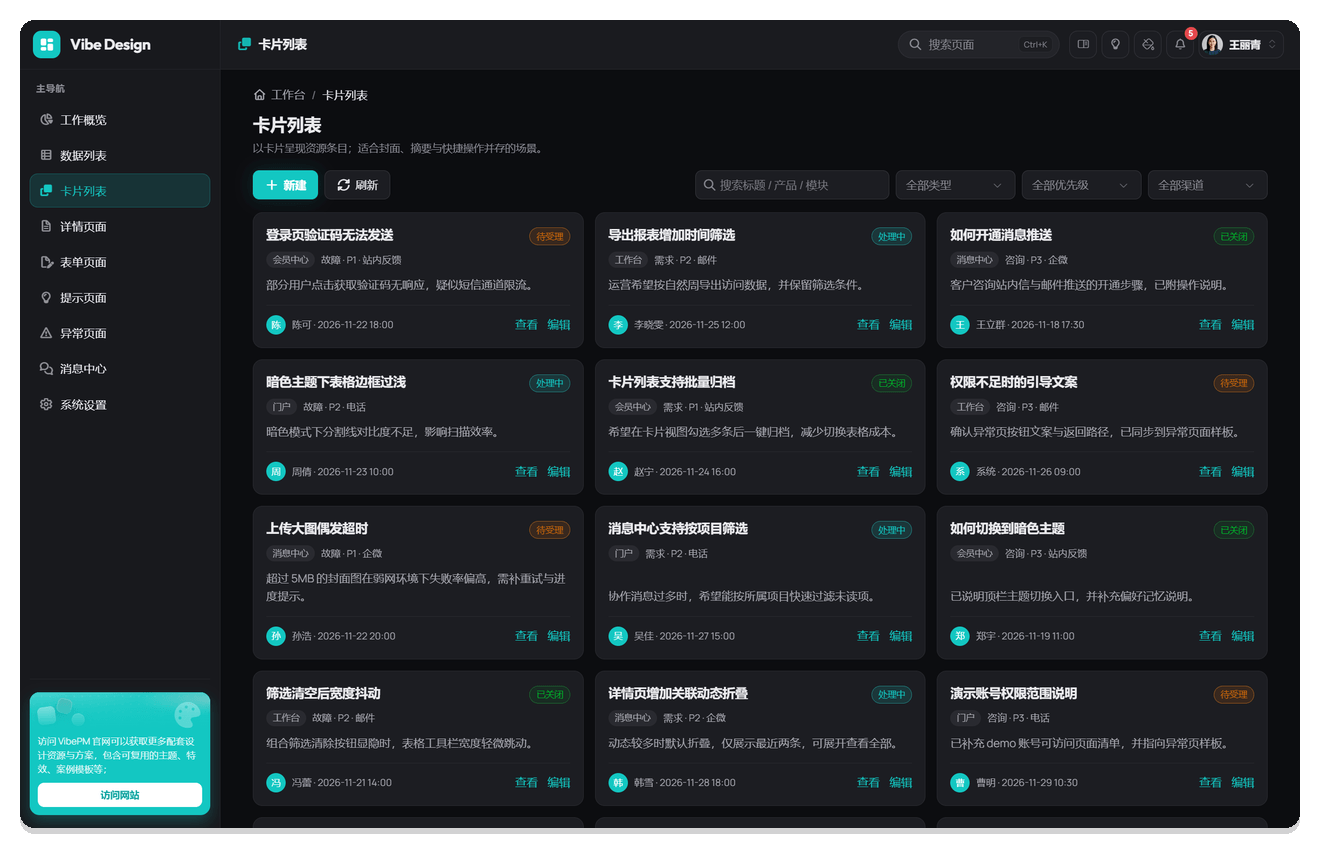 Vibe Design
卡片列表
搜索页面
Ctrl+K
5
王丽青
主导航
工作概览
数据列表
卡片列表
详情页面
表单页面
提示页面
异常页面
消息中心
系统设置
访问 VibePM 官网可以获取更多配套设
计资源与方案，包含可复用的主题、特
效、案例模板等；
访问网站
工作台 / 卡片列表
卡片列表
以卡片呈现资源条目；适合封面、摘要与快捷操作并存的场景。
新建
刷新
搜索标题 / 产品 / 模块
全部类型
全部优先级
全部渠道
登录页验证码无法发送
待受理
会员中心 故障 · P1 · 站内反馈
部分用户点击获取验证码无响应，疑似短信通道限流。
陈 陈可 · 2026-11-22 18:00
查看 编辑
导出报表增加时间筛选
处理中
工作台 需求 · P2 · 邮件
运营希望按自然周导出访问数据，并保留筛选条件。
李 李晓雯 · 2026-11-25 12:00
查看 编辑
如何开通消息推送
已关闭
消息中心 咨询 · P3 · 企微
客户咨询站内信与邮件推送的开通步骤，已附操作说明。
王 王立群 · 2026-11-18 17:30
查看 编辑
暗色主题下表格边框过浅
处理中
门户 故障 · P2 · 电话
暗色模式下分割线对比度不足，影响扫描效率。
周 周倩 · 2026-11-23 10:00
查看 编辑
卡片列表支持批量归档
已关闭
会员中心 需求 · P1 · 站内反馈
希望在卡片视图勾选多条后一键归档，减少切换表格成本。
赵 赵宁 · 2026-11-24 16:00
查看 编辑
权限不足时的引导文案
待受理
工作台 咨询 · P3 · 邮件
确认异常页按钮文案与返回路径，已同步到异常页面样板。
系 系统 · 2026-11-26 09:00
查看 编辑
上传大图偶发超时
待受理
消息中心 故障 · P1 · 企微
超过 5MB 的封面图在弱网环境下失败率偏高，需补重试与进
度提示。
孙 孙浩 · 2026-11-22 20:00
查看 编辑
消息中心支持按项目筛选
处理中
门户 需求 · P2 · 电话
协作消息过多时，希望能按所属项目快速过滤未读项。
吴 吴佳 · 2026-11-27 15:00
查看 编辑
如何切换到暗色主题
已关闭
会员中心 咨询 · P3 · 站内反馈
已说明顶栏主题切换入口，并补充偏好记忆说明。
郑 郑宇 · 2026-11-19 11:00
查看 编辑
筛选清空后宽度抖动
已关闭
工作台 故障 · P2 · 邮件
组合筛选清除按钮显隐时，表格工具栏宽度轻微跳动。
冯 冯蕾 · 2026-11-21 14:00
查看 编辑
详情页增加关联动态折叠
处理中
消息中心 需求 · P2 · 企微
动态较多时默认折叠，仅展示最近两条，可展开查看全部。
韩 韩雪 · 2026-11-28 18:00
查看 编辑
演示账号权限范围说明
待受理
门户 咨询 · P3 · 电话
已补充 demo 账号可访问页面清单，并指向异常页样板。
曹 曹明 · 2026-11-29 10:30
查看 编辑